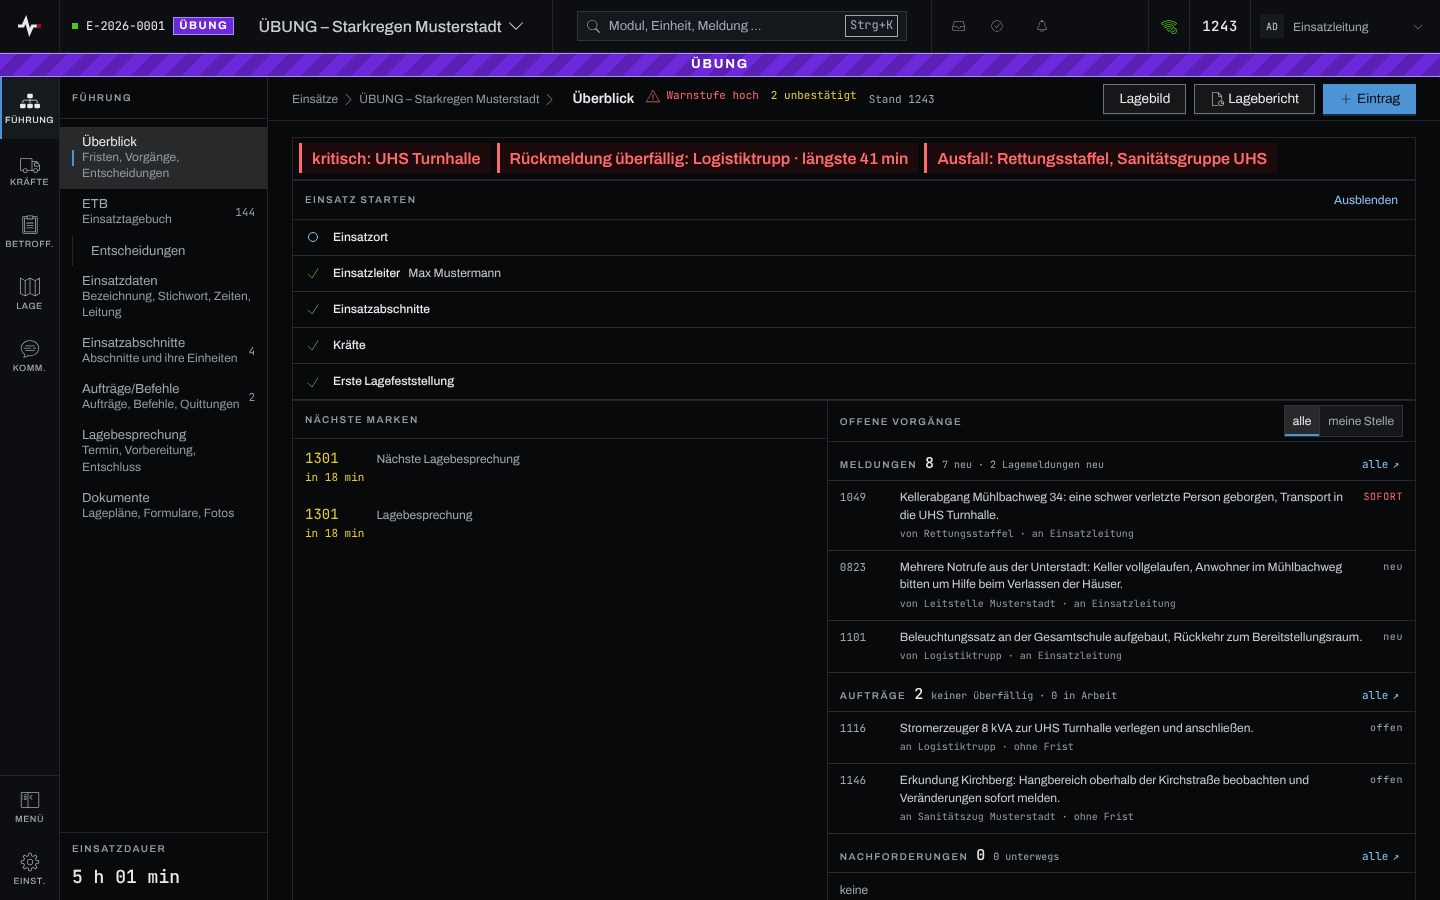 E-2026-0001 ÜBUNG ÜBUNG – Starkregen Musterstadt Modul, Einheit, Meldung ... Strg+K 1243 AD Einsatzleitung
ÜBUNG
FÜHRUNG
KRÄFTE
BETROFF.
LAGE
KOMM.
MENÜ
EINST.
FÜHRUNG
Überblick
Fristen, Vorgänge,
Entscheidungen
ETB
Einsatztagebuch 144
Entscheidungen
Einsatzdaten
Bezeichnung, Stichwort, Zeiten,
Leitung
Einsatzabschnitte
Abschnitte und ihre Einheiten 4
Aufträge/Befehle
Aufträge, Befehle, Quittungen 2
Lagebesprechung
Termin, Vorbereitung,
Entschluss
Dokumente
Lagepläne, Formulare, Fotos
EINSATZDAUER
5 h 01 min
Einsätze ÜBUNG – Starkregen Musterstadt Überblick Warnstufe hoch 2 unbestätigt Stand 1243 Lagebild Lagebericht + Eintrag
kritisch: UHS Turnhalle Rückmeldung überfällig: Logistiktrupp · längste 41 min Ausfall: Rettungsstaffel, Sanitätsgruppe UHS
EINSATZ STARTEN Ausblenden
Einsatzort
Einsatzleiter Max Mustermann
Einsatzabschnitte
Kräfte
Erste Lagefeststellung
NÄCHSTE MARKEN
1301 Nächste Lagebesprechung
in 18 min
1301 Lagebesprechung
in 18 min
OFFENE VORGÄNGE alle meine Stelle
MELDUNGEN 8 7 neu · 2 Lagemeldungen neu alle ↗
1049 Kellerabgang Mühlbachweg 34: eine schwer verletzte Person geborgen, Transport in SOFORT
die UHS Turnhalle.
von Rettungsstaffel · an Einsatzleitung
0823 Mehrere Notrufe aus der Unterstadt: Keller vollgelaufen, Anwohner im Mühlbachweg neu
bitten um Hilfe beim Verlassen der Häuser.
von Leitstelle Musterstadt · an Einsatzleitung
1101 Beleuchtungssatz an der Gesamtschule aufgebaut, Rückkehr zum Bereitstellungsraum. neu
von Logistiktrupp · an Einsatzleitung
AUFTRÄGE 2 keiner überfällig · 0 in Arbeit alle ↗
1116 Stromerzeuger 8 kVA zur UHS Turnhalle verlegen und anschließen. offen
an Logistiktrupp · ohne Frist
1146 Erkundung Kirchberg: Hangbereich oberhalb der Kirchstraße beobachten und offen
Veränderungen sofort melden.
an Sanitätszug Musterstadt · ohne Frist
NACHFORDERUNGEN 0 0 unterwegs alle ↗
keine